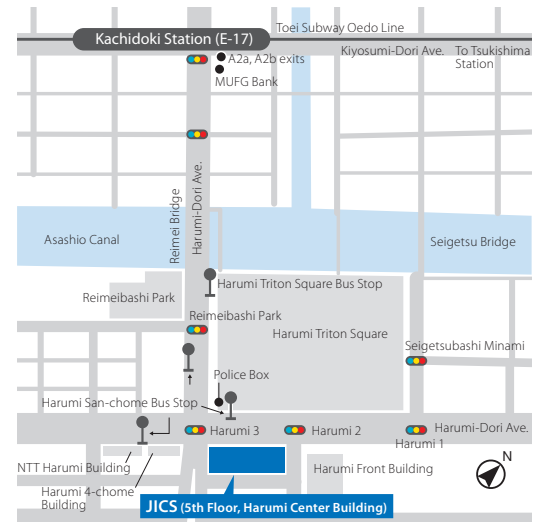 Toei Subway Oedo Line
Kachidoki Station (E-17)
Kiyosumi-Dori Ave.
To Tsukishima
Station
A2a, A2b exits
MUFG Bank
Reimei Bridge
Harumi-Dori Ave.
Asashio Canal
Seigetsu Bridge
Harumi Triton Square Bus Stop
Reimeibashi Park
Reimeibashi Park
Harumi Triton Square
Seigetsubashi Minami
Police Box
Harumi San-chome Bus Stop
Harumi 3
Harumi 2
Harumi-Dori Ave.
Harumi 1
NTT Harumi Building
Harumi Front Building
N
Harumi 4-chome
Building
JICS (5th Floor, Harumi Center Building)